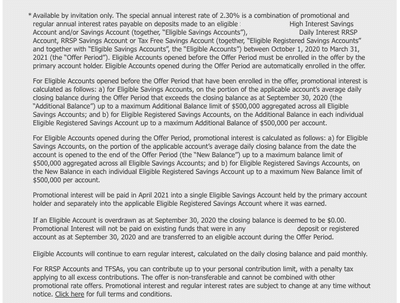 * Available by invitation only. The special annual interest rate of 2.30% is a combination of promotional and
regular annual interest rates payable on deposits made to an eligible High Interest Savings
Account and/or Savings Account (together, "Eligible Savings Accounts"), Daily Interest RRSP
Account, RRSP Savings Account or Tax Free Savings Account (together, "Eligible Registered Savings Accounts"
and together with "Eligible Savings Accounts", the "Eligible Accounts") between October 1, 2020 to March 31,
2021 (the "Offer Period"). Eligible Accounts opened before the Offer Period must be enrolled in the offer by the
primary account holder. Eligible Accounts opened during the Offer Period are automatically enrolled in the offer.
For Eligible Accounts opened before the Offer Period that have been enrolled in the offer, promotional interest is
calculated as follows: a) for Eligible Savings Accounts, on the portion of the applicable account's average daily
closing balance during the Offer Period that exceeds the closing balance as at September 30, 2020 (the
"Additional Balance") up to a maximum Additional Balance limit of $500,000 aggregated across all Eligible
Savings Accounts; and b) for Eligible Registered Savings Accounts, on the Additional Balance in each individual
Eligible Registered Savings Account up to a maximum Additional Balance of $500,000 per account.
For Eligible Accounts opened during the Offer Period, promotional interest is calculated as follows: a) for Eligible
Savings Accounts, on the portion of the applicable account's average daily closing balance from the date the
account is opened to the end of the Offer Period (the "New Balance") up to a maximum balance limit of
$500,000 aggregated across all Eligible Savings Accounts; and b) for Eligible Registered Savings Accounts, on
the New Balance in each individual Eligible Registered Savings Account up to a maximum New Balance limit of
$500,000 per account.
Promotional interest will be paid in April 2021 into a single Eligible Savings Account held by the primary account
holder and separately into the applicable Eligible Registered Savings Account where it was earned.
If an Eligible Account is overdrawn as at September 30, 2020 the closing balance is deemed to be $0.00.
Promotional Interest will not be paid on existing funds that were in any deposit or registered
account as at September 30, 2020 and are transferred to an eligible account during the Offer Period.
Eligible Accounts will continue to earn regular interest, calculated on the daily closing balance and paid monthly.
For RRSP Accounts and TFSAs, you can contribute up to your personal contribution limit, with a penalty tax
applying to all excess contributions. The offer is non-transferable and cannot be combined with other
promotional rate offers. Promotional interest and regular interest rates are subject to change at any time without
notice. Click here for full terms and conditions.